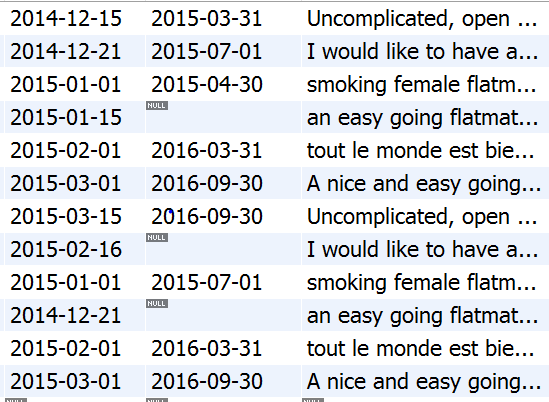 2014-12-15 2015-03-31 Uncomplicated, open ...
2014-12-21 2015-07-01 I would like to have a...
2015-01-01 2015-04-30 smoking female flatm...
2015-01-15 NULL an easy going flatmat...
2015-02-01 2016-03-31 tout le monde est bie...
2015-03-01 2016-09-30 A nice and easy going...
2015-03-15 2016-09-30 Uncomplicated, open ...
2015-02-16 NULL I would like to have a...
2015-01-01 2015-07-01 smoking female flatm...
2014-12-21 NULL an easy going flatmat...
2015-02-01 2016-03-31 tout le monde est bie...
2015-03-01 2016-09-30 A nice and easy going...
NULL NULL NULL